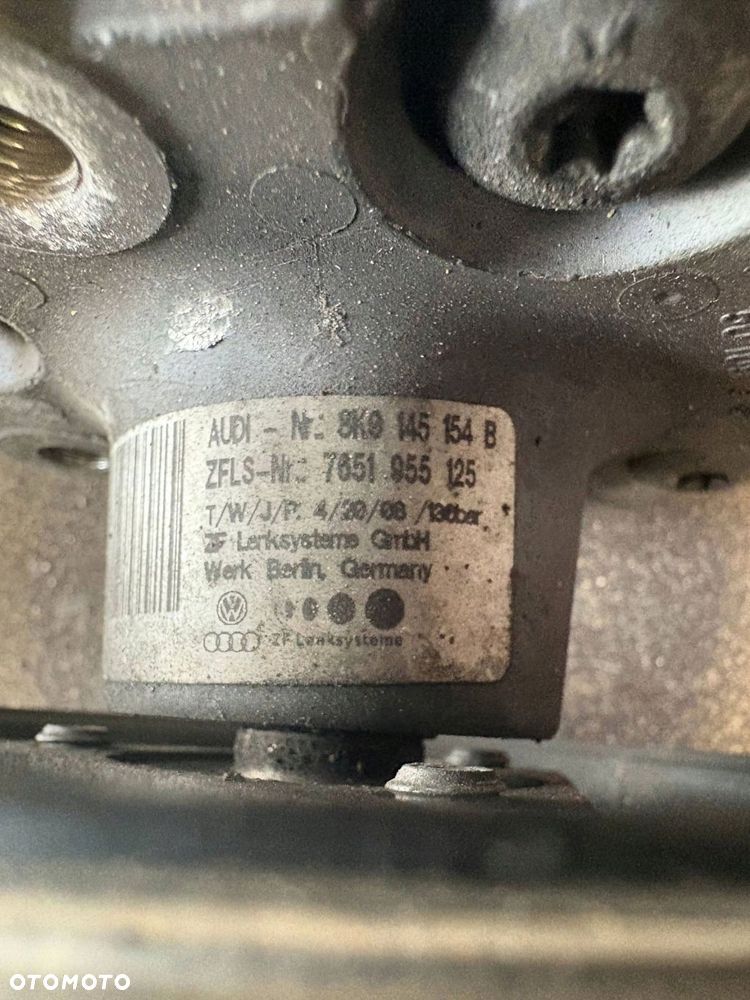 AUDI - Nr.: 8K0 145 154 B
ZFLS-Nr.: 7651 955 125
T/W/J/P: 4/20/08 /136bar
ZF Lenksysteme GmbH
Werk Berlin, Germany
ZF Lenksysteme
OTOMOTO